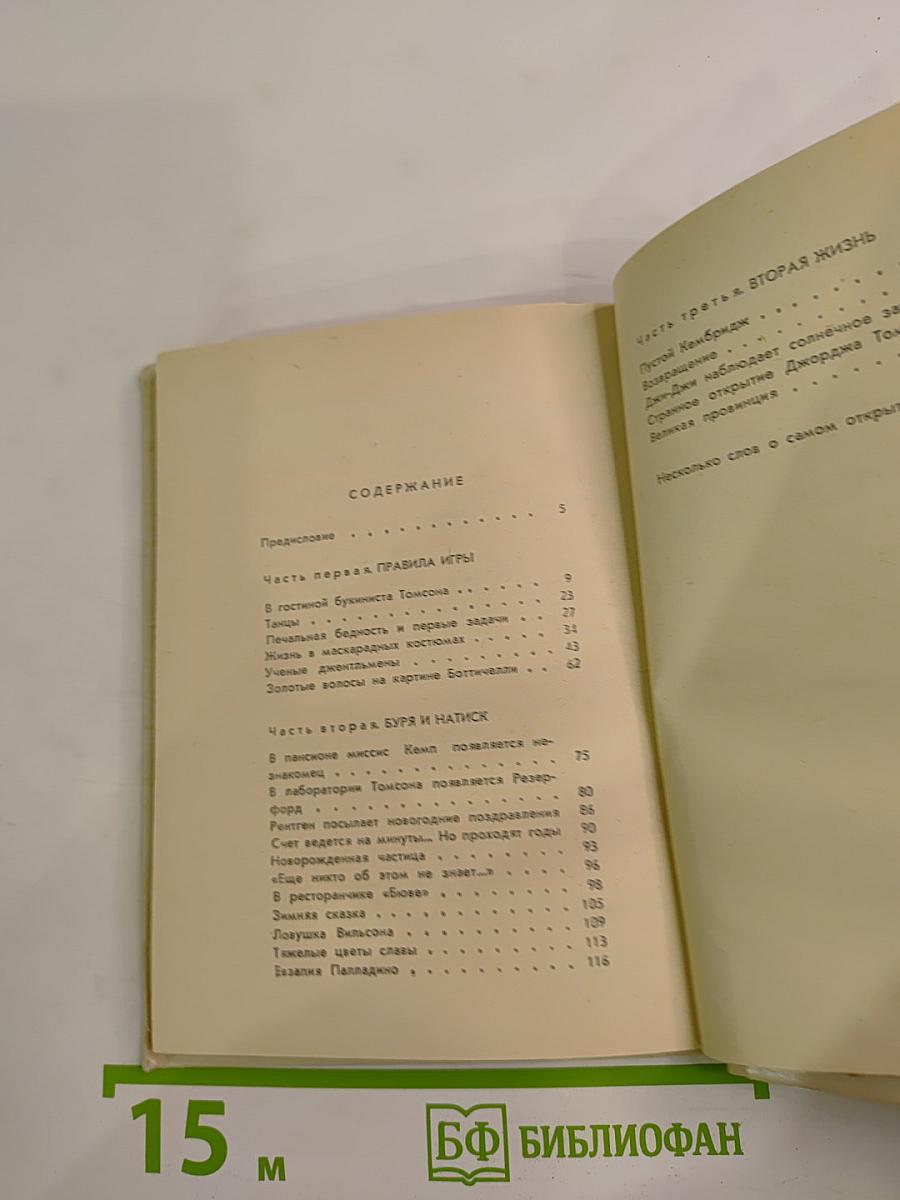 СОДЕРЖАНИЕ
Предисловие . . . . . . . . . . . . 5
Часть первая. ПРАВИЛА ИГРЫ
В гостиной букиниста Томсона . . . . . . 9
Танцы . . . . . . . . . . . . . 23
Печальная бедность и первые задачи . . 27
Жизнь в маскарадных костюмах . . . . . 34
Ученые джентльмены . . . . . . . . 43
Золотые волосы на картине Боттичелли . . 62
Часть вторая. БУРЯ И НАТИСК
В пансионе миссис Кемп появляется не-
знакомец . . . . . . . . . . . . 75
В лаборатории Томсона появляется Резер-
форд . . . . . . . . . . . . . . 80
Рентген посылает новогодние поздравления 86
Счет ведется на минуты... Но проходят годы 90
Новорожденная частица . . . . . . . 93
«Еще никто об этом не знает...» . . . . 96
В ресторанчике «Бюве» . . . . . . . 98
Зимняя сказка . . . . . . . . . . . 105
Ловушка Вильсона . . . . . . . . . . 109
Тяжелые цветы славы . . . . . . . . 113
Евзапия Палладино . . . . . . . . . 116
Часть третья. ВТОРАЯ ЖИЗНЬ
Пустой Кембридж . . . . . . . .
Возвращение . . . . . . . .
Джи-Джи наблюдает солнечное за
Странное открытие Джорджа Том
Великая провинция . . . . . .
Несколько слов о самом открыт
15 м
БФ БИБЛИОФАН